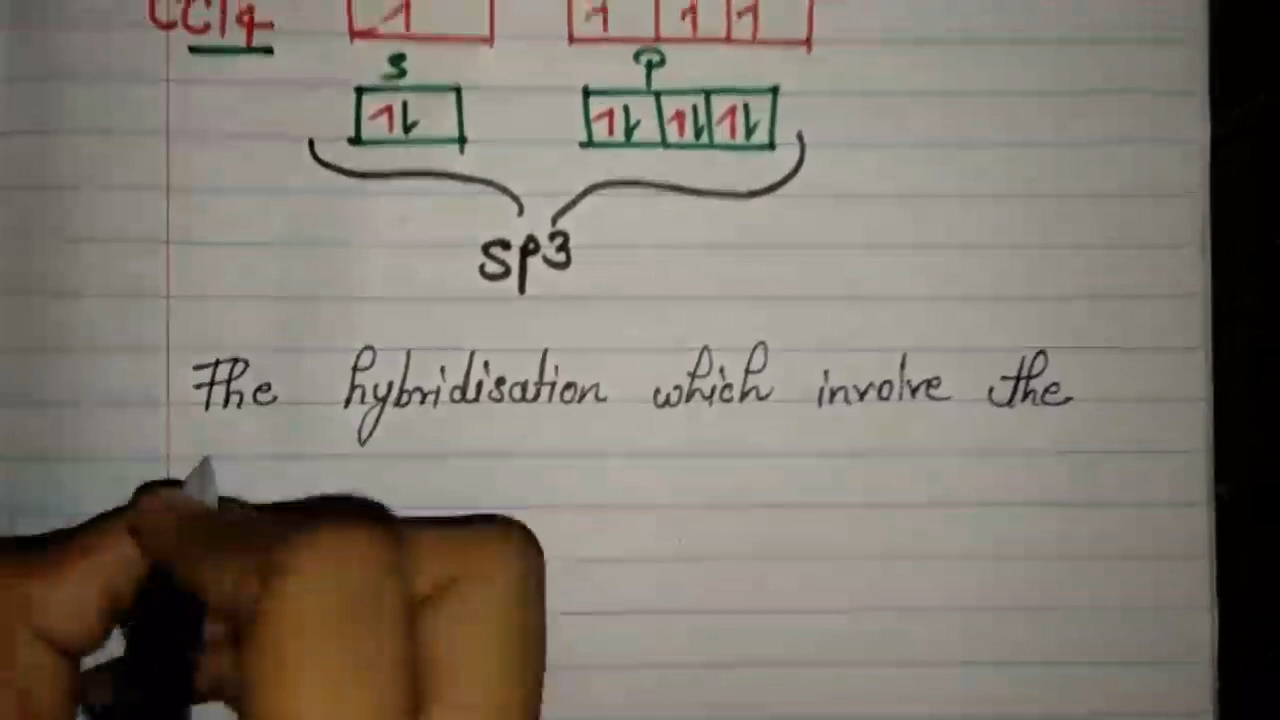 CCl4
s p
sp3
The hybridisation which involve the